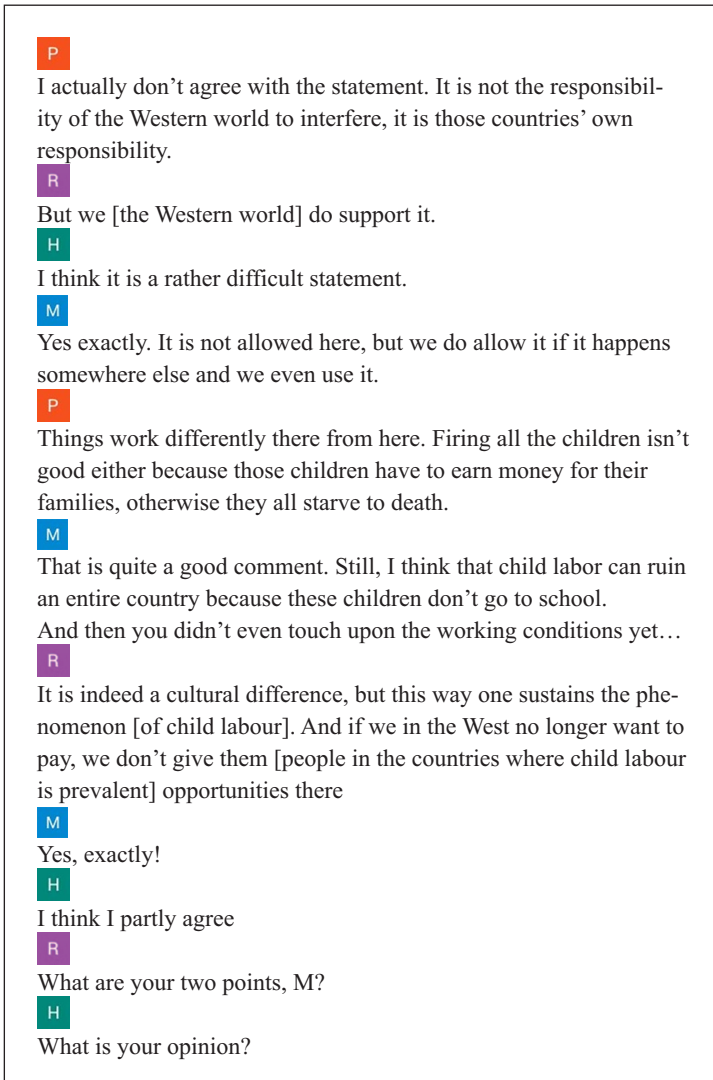 P
I actually don’t agree with the statement. It is not the responsibil-
ity of the Western world to interfere, it is those countries’ own
responsibility.
R
But we [the Western world] do support it.
H
I think it is a rather difficult statement.
M
Yes exactly. It is not allowed here, but we do allow it if it happens
somewhere else and we even use it.
P
Things work differently there from here. Firing all the children isn’t
good either because those children have to earn money for their
families, otherwise they all starve to death.
M
That is quite a good comment. Still, I think that child labor can ruin
an entire country because these children don’t go to school.
And then you didn’t even touch upon the working conditions yet…
R
It is indeed a cultural difference, but this way one sustains the phe-
nomenon [of child labour]. And if we in the West no longer want to
pay, we don’t give them [people in the countries where child labour
is prevalent] opportunities there
M
Yes, exactly!
H
I think I partly agree
R
What are your two points, M?
H
What is your opinion?